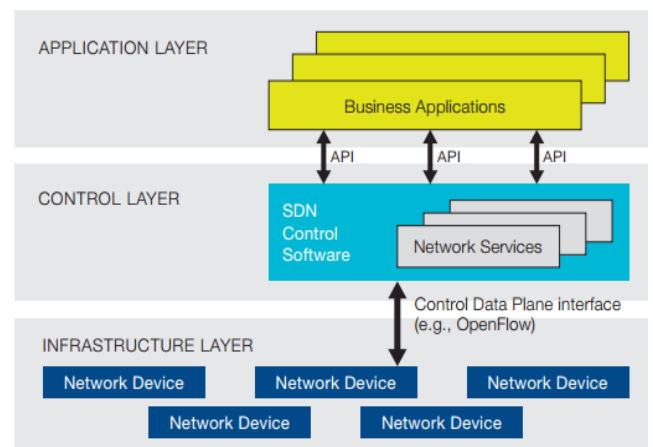 APPLICATION LAYER
Business Applications
API
API
API
CONTROL LAYER
SDN
Control
Software
Network Services
Control Data Plane interface
(e.g., OpenFlow)
INFRASTRUCTURE LAYER
Network Device
Network Device
Network Device
Network Device
Network Device